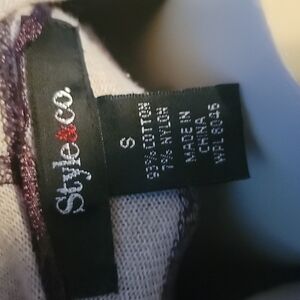 Style&co.
S
93% COTTON
7% NYLON
MADE IN
CHINA
WPL 8046